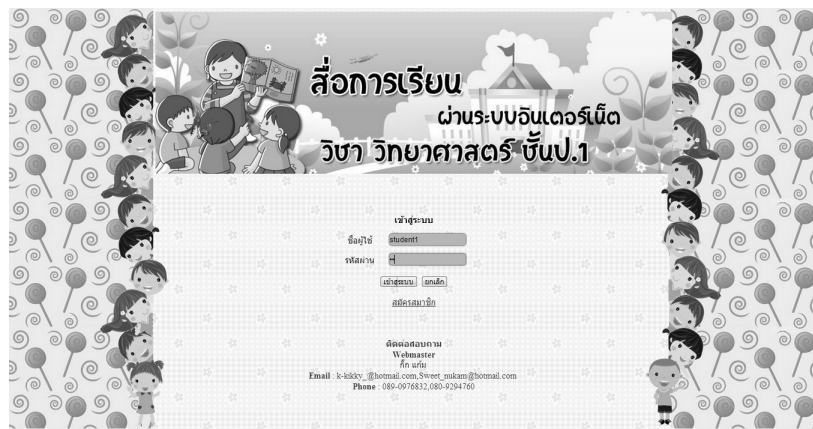 สื่อการเรียน
ผ่านระบบอินเตอร์เน็ต
วิชา วิทยาศาสตร์ ชั้นป.1
เข้าสู่ระบบ
ชื่อผู้ใช้ student1
รหัสผ่าน
เข้าสู่ระบบ ยกเลิก
สมัครสมาชิก
ติดต่อสอบถาม
Webmaster
กิ๊ก แก้ม
Email : k-kikky_@hotmail.com,Sweet_nukam@hotmail.com
Phone : 089-0976832,080-9294760